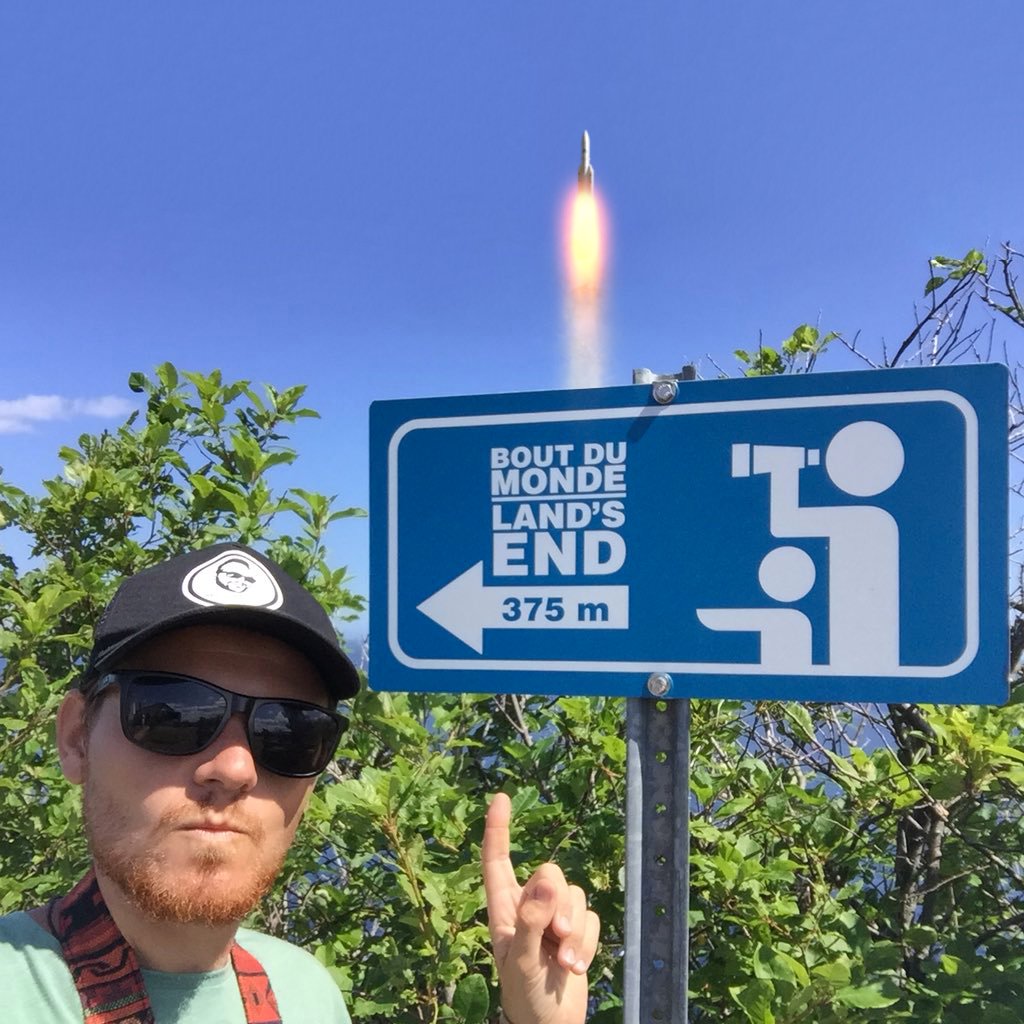 BOUT DU
MONDE
LAND'S
END
375 m